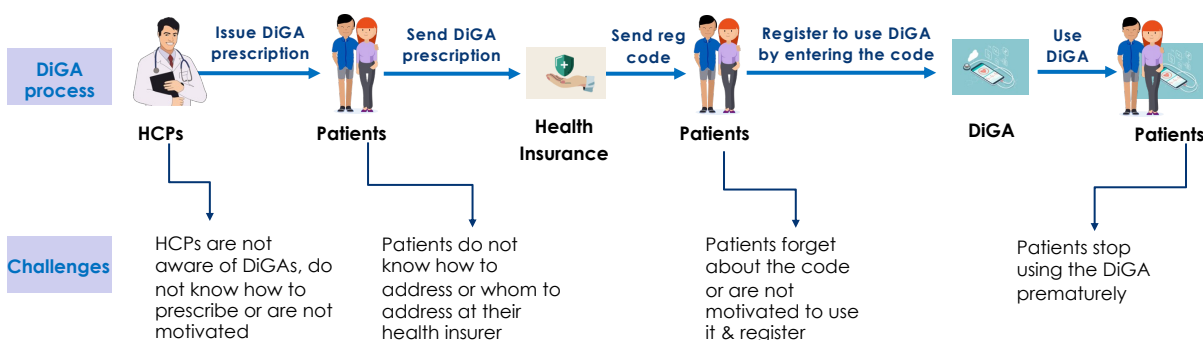 DiGA
process
Issue DiGA
prescription
Send DiGA
prescription
Send reg
code
Register to use DiGA
by entering the code
Use
DiGA
HCPs
Patients
Health
Insurance
Patients
DiGA
Patients
Challenges
HCPs are not
aware of DiGAs, do
not know how to
prescribe or are not
motivated
Patients do not
know how to
address or whom to
address at their
health insurer
Patients forget
about the code
or are not
motivated to use
it & register
Patients stop
using the DiGA
prematurely